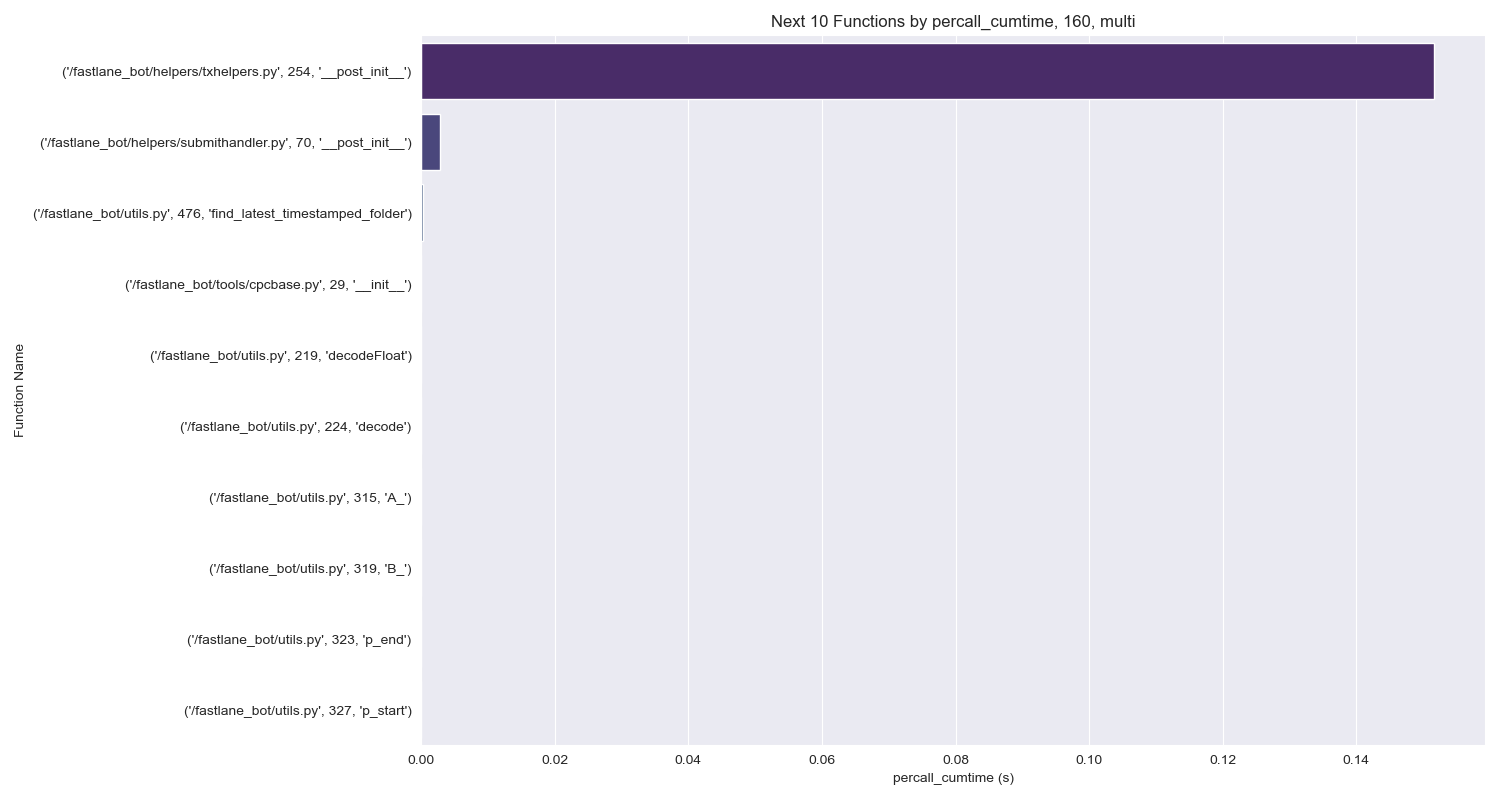 Next 10 Functions by percall_cumtime, 160, multi
('/fastlane_bot/helpers/txhelpers.py', 254, '__post_init__')
('/fastlane_bot/helpers/submithandler.py', 70, '__post_init__')
('/fastlane_bot/utils.py', 476, 'find_latest_timestamped_folder')
('/fastlane_bot/tools/cpcbase.py', 29, '__init__')
('/fastlane_bot/utils.py', 219, 'decodeFloat')
('/fastlane_bot/utils.py', 224, 'decode')
('/fastlane_bot/utils.py', 315, 'A_')
('/fastlane_bot/utils.py', 319, 'B_')
('/fastlane_bot/utils.py', 323, 'p_end')
('/fastlane_bot/utils.py', 327, 'p_start')
Function Name
0.00 0.02 0.04 0.06 0.08 0.10 0.12 0.14
percall_cumtime (s)